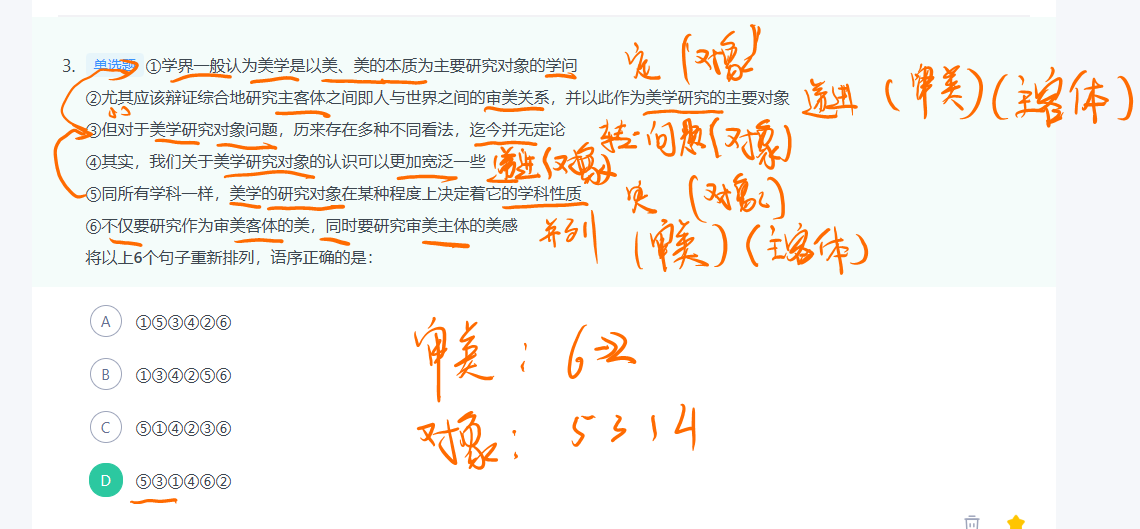 3. 单选题 ①学界一般认为美学是以美、美的本质为主要研究对象的学问 定(对象)
②尤其应该辩证综合地研究主客体之间即人与世界之间的审美关系，并以此作为美学研究的主要对象 递进 (审美)(主客体)
③但对于美学研究对象问题，历来存在多种不同看法，迄今并无定论 转-问题(对象)
④其实，我们关于美学研究对象的认识可以更加宽泛一些 递进(对象)
⑤同所有学科一样，美学的研究对象在某种程度上决定着它的学科性质 (对象)
⑥不仅要研究作为审美客体的美，同时要研究审美主体的美感 并列 (审美)(主客体)
将以上6个句子重新排列，语序正确的是：
A ①⑤③④②⑥
B ①③④②⑤⑥
C ⑤①④②③⑥
D ⑤③①④⑥②
审美：6→2
对象：5 3 1 4